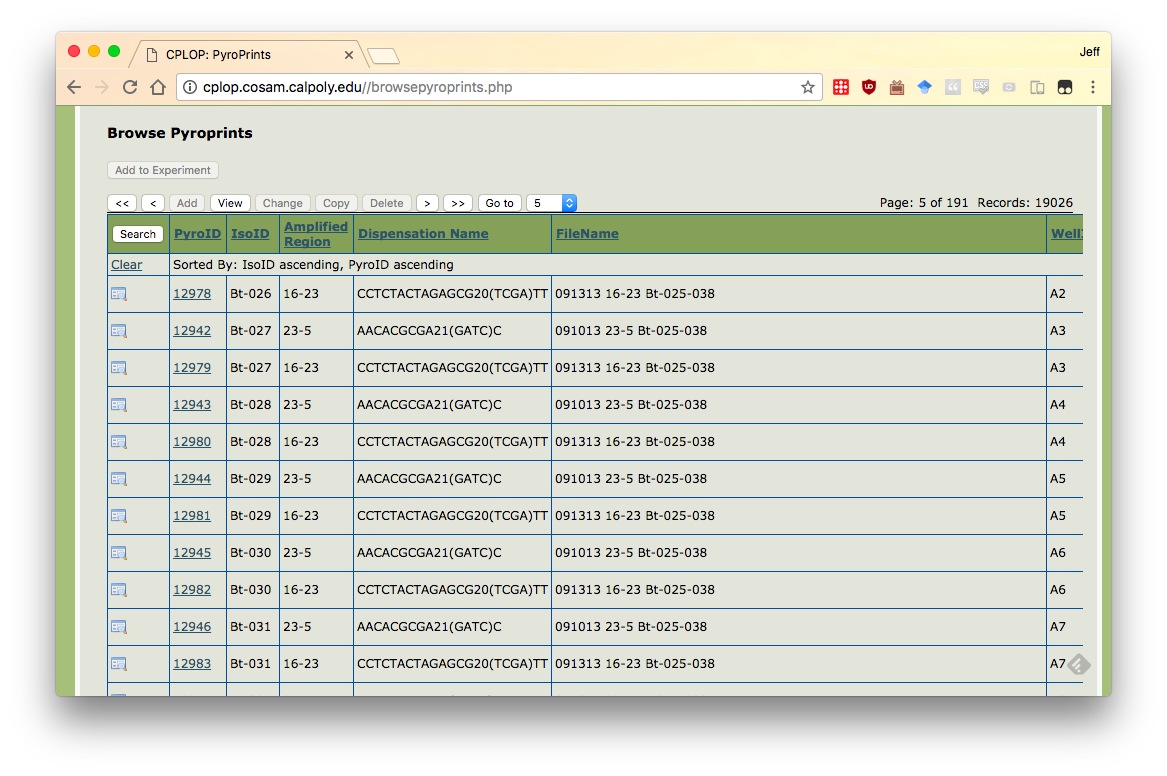 CPLOP: PyroPrints
Jeff
cplop.cosam.calpoly.edu//browsepyroprints.php
Browse Pyroprints
Add to Experiment
<< < Add View Change Copy Delete > >> Go to 5 Page: 5 of 191 Records: 19026
Search PyroID IsoID Amplified Region Dispensation Name FileName
Clear Sorted By: IsoID ascending, PyroID ascending
12978 Bt-026 16-23 CCTCTACTAGAGCG20(TCGA)TT 091313 16-23 Bt-025-038 A2
12942 Bt-027 23-5 AACACGCGA21(GATC)C 091013 23-5 Bt-025-038 A3
12979 Bt-027 16-23 CCTCTACTAGAGCG20(TCGA)TT 091313 16-23 Bt-025-038 A3
12943 Bt-028 23-5 AACACGCGA21(GATC)C 091013 23-5 Bt-025-038 A4
12980 Bt-028 16-23 CCTCTACTAGAGCG20(TCGA)TT 091313 16-23 Bt-025-038 A4
12944 Bt-029 23-5 AACACGCGA21(GATC)C 091013 23-5 Bt-025-038 A5
12981 Bt-029 16-23 CCTCTACTAGAGCG20(TCGA)TT 091313 16-23 Bt-025-038 A5
12945 Bt-030 23-5 AACACGCGA21(GATC)C 091013 23-5 Bt-025-038 A6
12982 Bt-030 16-23 CCTCTACTAGAGCG20(TCGA)TT 091313 16-23 Bt-025-038 A6
12946 Bt-031 23-5 AACACGCGA21(GATC)C 091013 23-5 Bt-025-038 A7
12983 Bt-031 16-23 CCTCTACTAGAGCG20(TCGA)TT 091313 16-23 Bt-025-038 A7